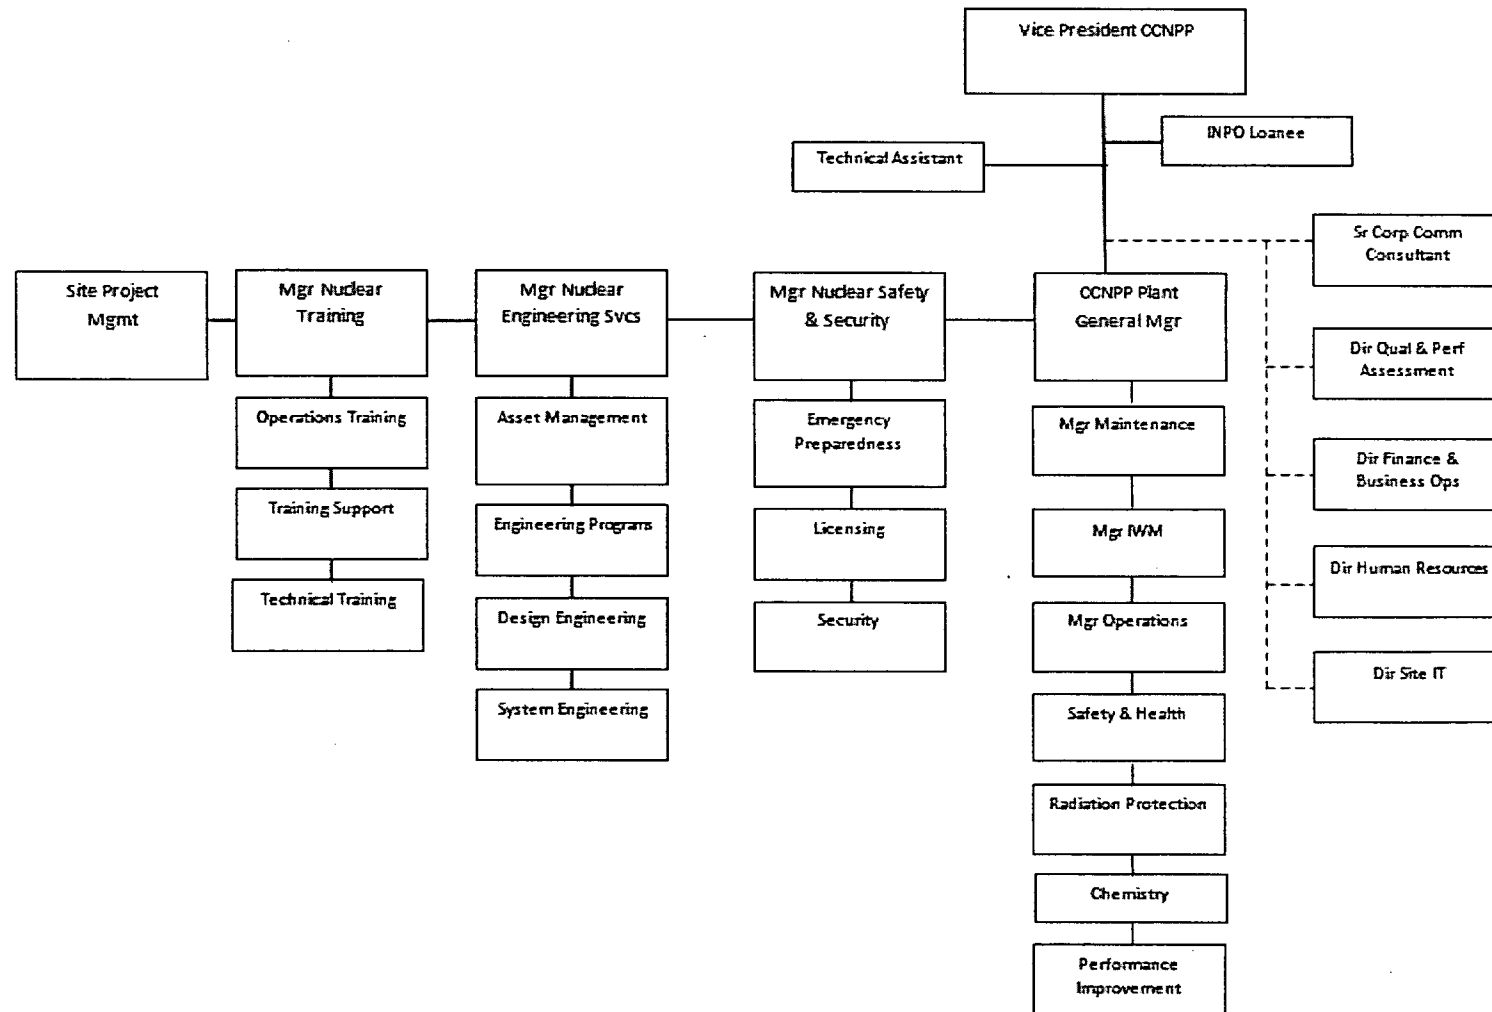 Vice President CCNPP
INPO Loanee
Technical Assistant
Sr Corp Comm
Consultant
Site Project
Mgmt
Mgr Nuclear
Training
Mgr Nuclear
Engineering Svcs
Mgr Nuclear Safety
& Security
CCNPP Plant
General Mgr
Dir Qual & Perf
Assessment
Operations Training
Asset Management
Emergency
Preparedness
Mgr Maintenance
Dir Finance &
Business Ops
Training Support
Engineering Programs
Licensing
Mgr IWM
Dir Human Resources
Technical Training
Design Engineering
Security
Mgr Operations
Dir Site IT
System Engineering
Safety & Health
Radiation Protection
Chemistry
Performance
Improvement